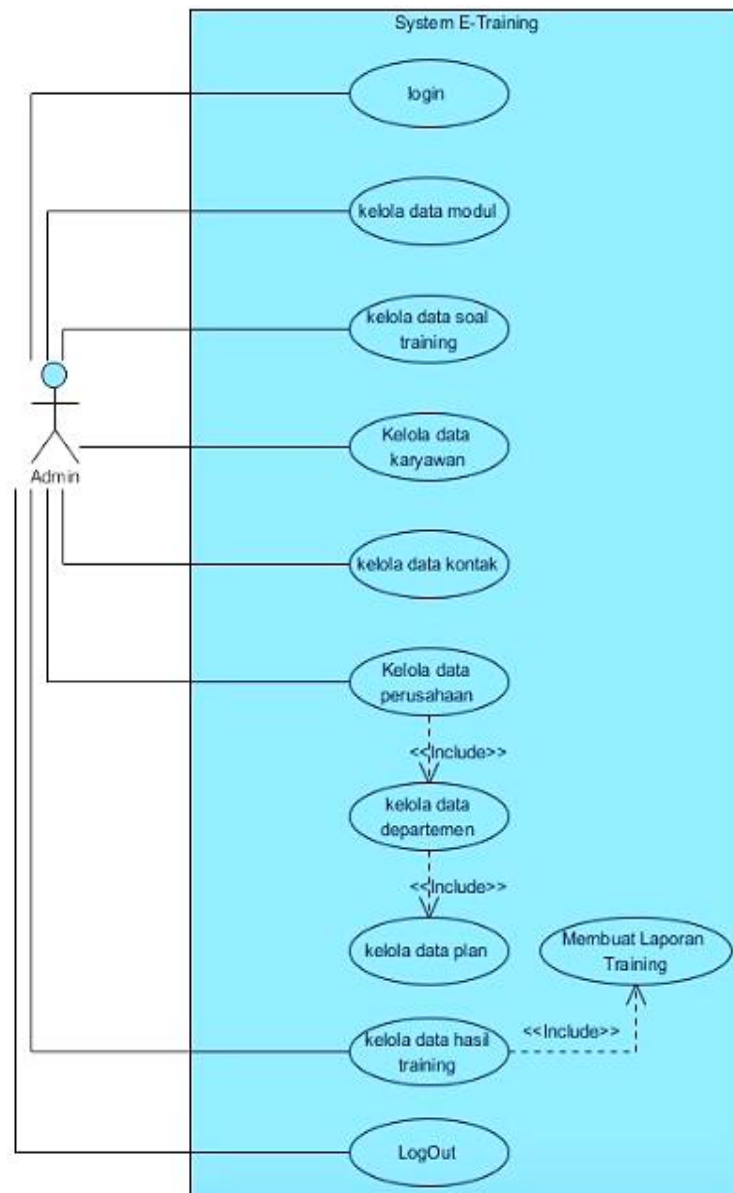 System E-Training
login
kelola data modul
kelola data soal
training
Kelola data
karyawan
Admin
kelola data kontak
Kelola data
perusahaan
<<Include>>
kelola data
departemen
<<Include>>
kelola data plan
Membuat Laporan
Training
<<Include>>
kelola data hasil
training
LogOut